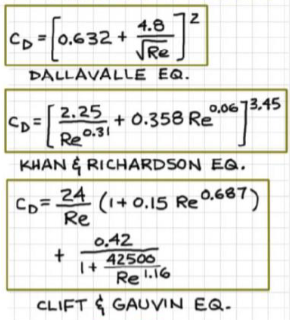 C_D = [0.632 + 4.8/√Re]^2
DALLAVALLE EQ.
C_D = [2.25/Re^0.31 + 0.358 Re^0.06]^3.45
KHAN & RICHARDSON EQ.
C_D = 24/Re (1 + 0.15 Re^0.687)
+ 0.42/(1 + 42500/Re^1.16)
CLIFT & GAUVIN EQ.